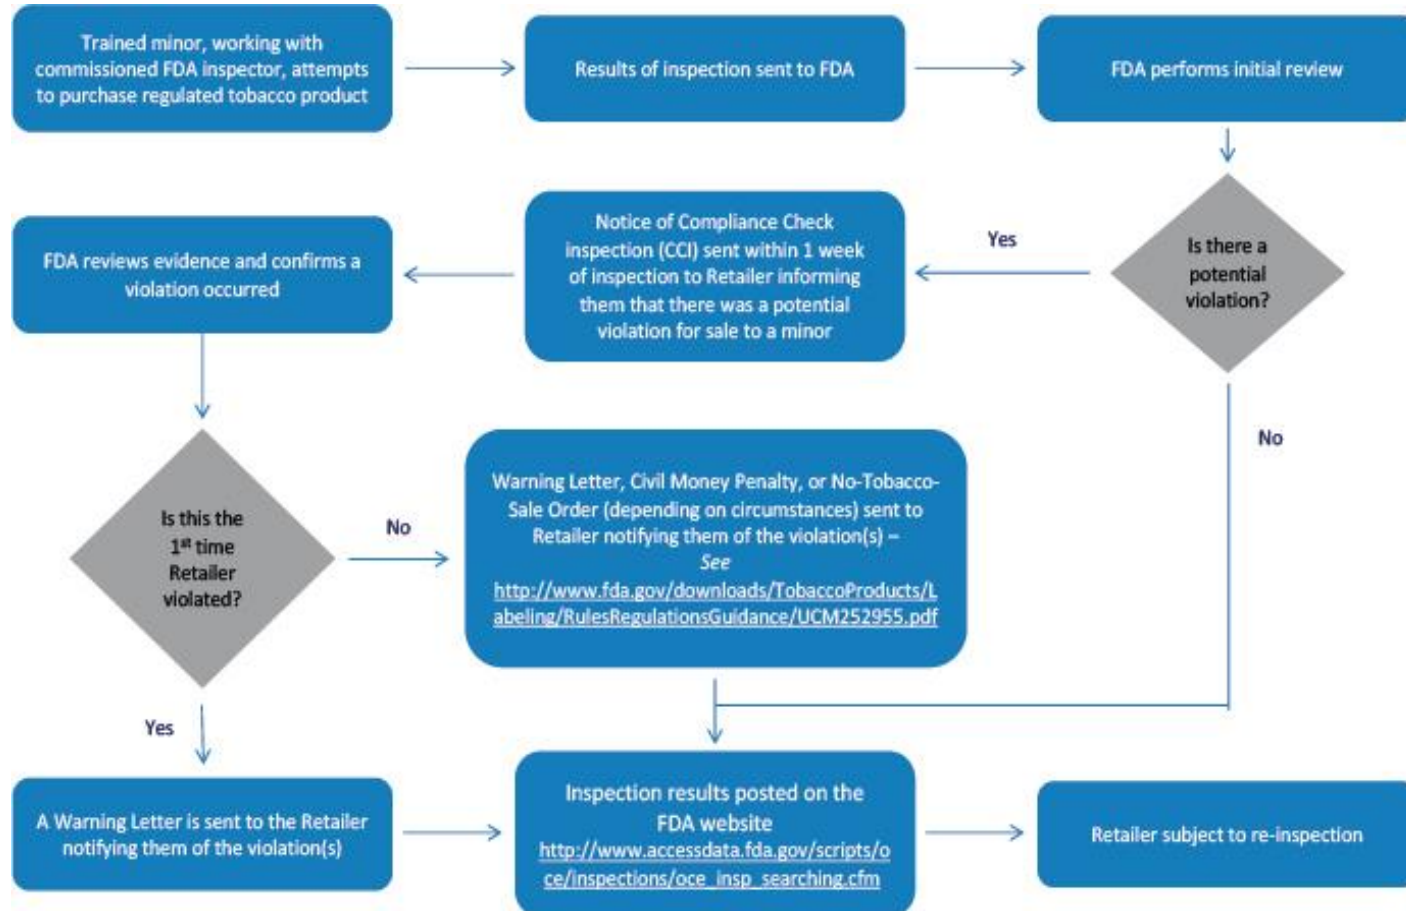 Trained minor, working with
commissioned FDA inspector, attempts
to purchase regulated tobacco product
Results of inspection sent to FDA
FDA performs initial review
Is there a
potential
violation?
Yes
No
Notice of Compliance Check
inspection (CCI) sent within 1 week
of inspection to Retailer informing
them that there was a potential
violation for sale to a minor
FDA reviews evidence and confirms a
violation occurred
Is this the
1st time
Retailer
violated?
No
Warning Letter, Civil Money Penalty, or No-Tobacco-
Sale Order (depending on circumstances) sent to
Retailer notifying them of the violation(s) –
See
http://www.fda.gov/downloads/TobaccoProducts/L
abeling/RulesRegulationsGuidance/UCM252955.pdf
Yes
A Warning Letter is sent to the Retailer
notifying them of the violation(s)
Inspection results posted on the
FDA website
http://www.accessdata.fda.gov/scripts/o
ce/inspections/oce_insp_searching.cfm
Retailer subject to re-inspection